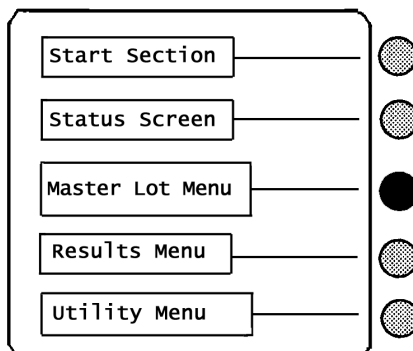 Start Section
Status Screen
Master Lot Menu
Results Menu
Utility Menu